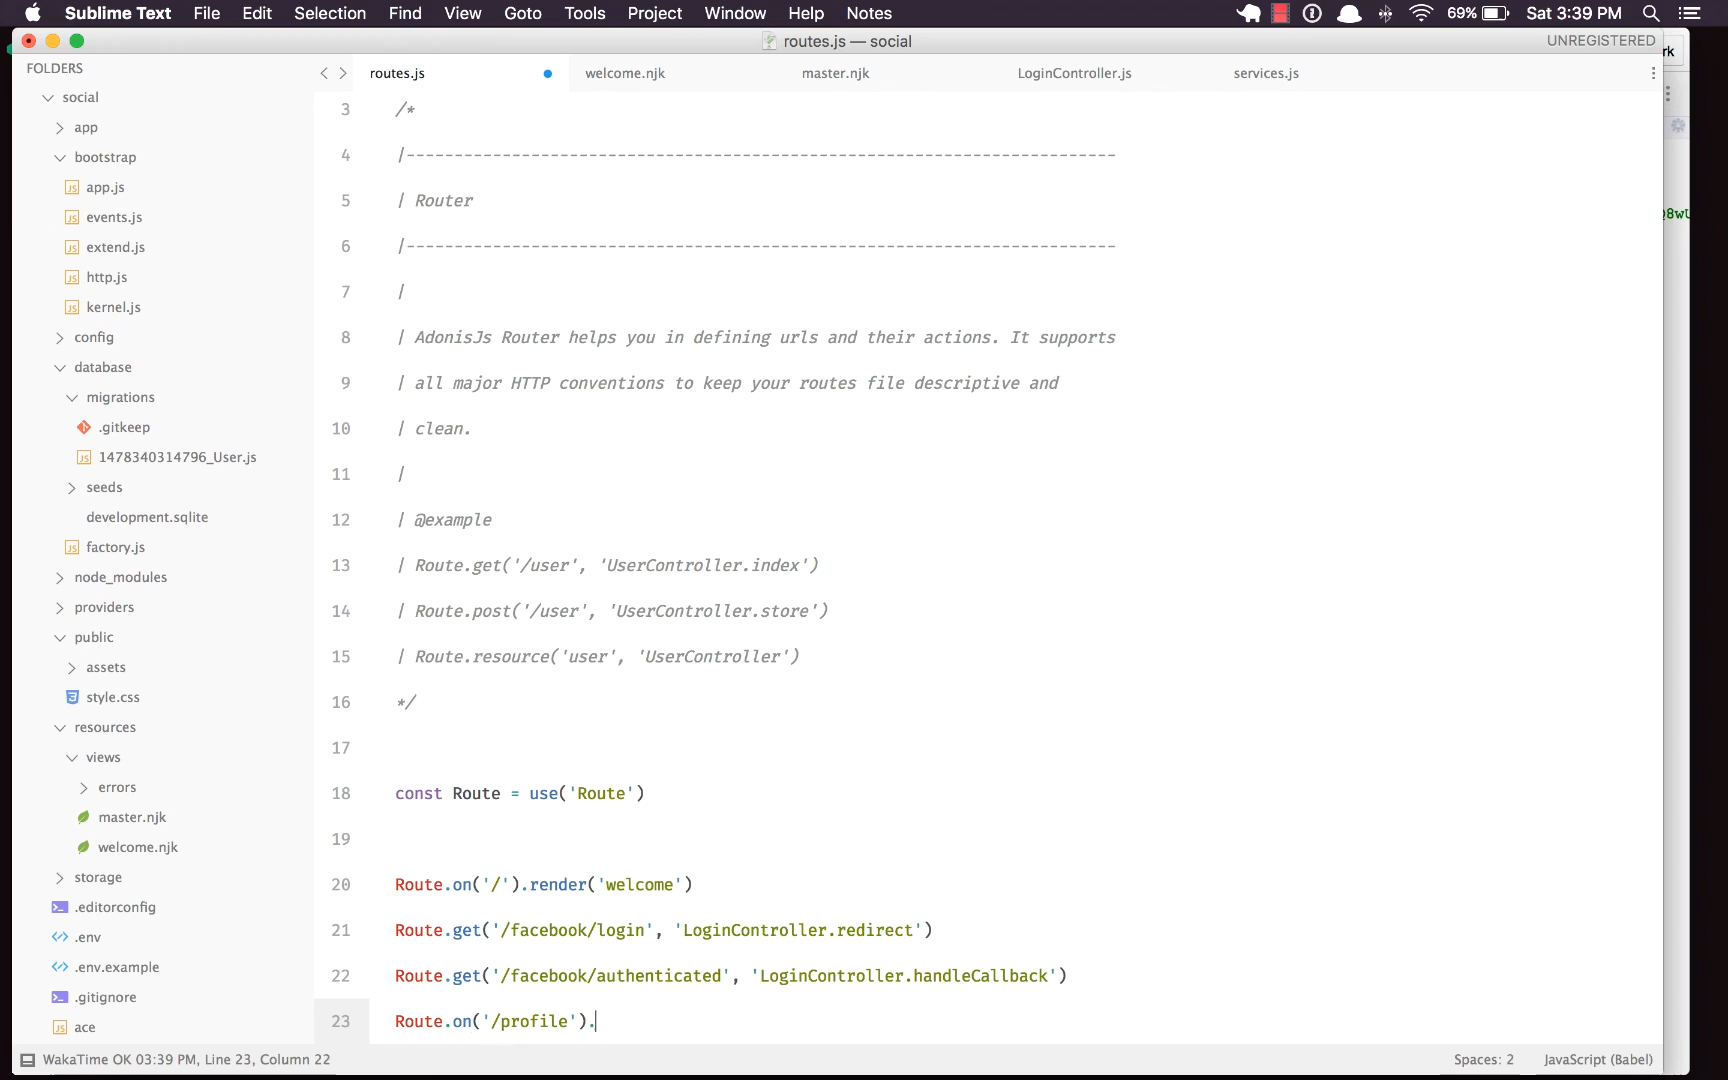 Sublime Text File Edit Selection Find View Goto Tools Project Window Help Notes 69% Sat 3:39 PM
routes.js — social UNREGISTERED
rk
FOLDERS
routes.js welcome.njk master.njk LoginController.js services.js
social
app
bootstrap
app.js
events.js
extend.js
http.js
kernel.js
config
database
migrations
.gitkeep
1478340314796_User.js
seeds
development.sqlite
factory.js
node_modules
providers
public
assets
style.css
resources
views
errors
master.njk
welcome.njk
storage
.editorconfig
.env
.env.example
.gitignore
ace
3 /*
4 |--------------------------------------------------------------------------
5 | Router
6 |--------------------------------------------------------------------------
7 |
8 | AdonisJs Router helps you in defining urls and their actions. It supports
9 | all major HTTP conventions to keep your routes file descriptive and
10 | clean.
11 |
12 | @example
13 | Route.get('/user', 'UserController.index')
14 | Route.post('/user', 'UserController.store')
15 | Route.resource('user', 'UserController')
16 */
17
18 const Route = use('Route')
19
20 Route.on('/').render('welcome')
21 Route.get('/facebook/login', 'LoginController.redirect')
22 Route.get('/facebook/authenticated', 'LoginController.handleCallback')
23 Route.on('/profile').
WakaTime OK 03:39 PM, Line 23, Column 22 Spaces: 2 JavaScript (Babel)